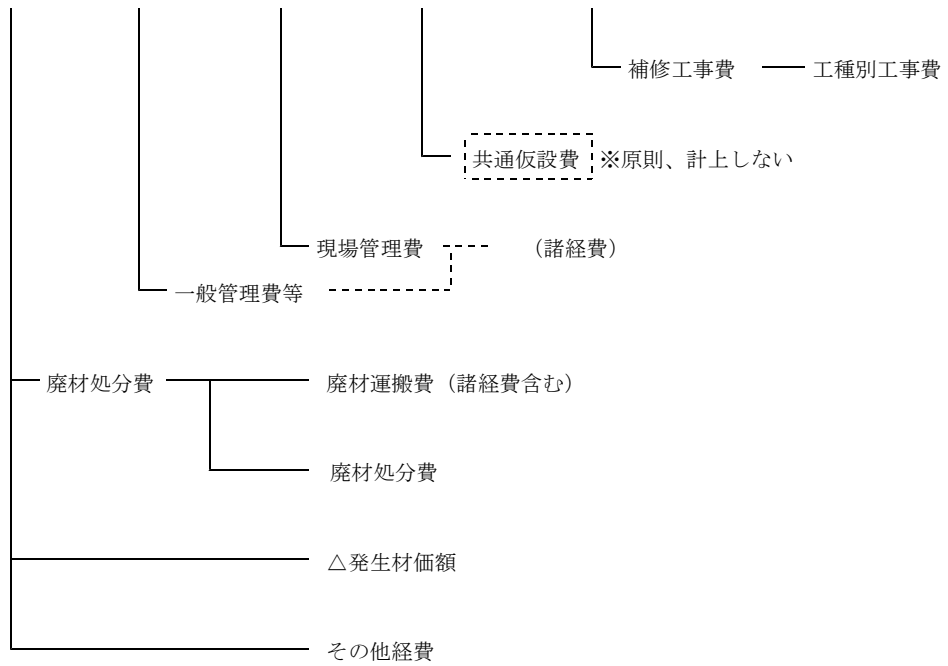 補修工事費 工種別工事費
共通仮設費 ※原則、計上しない
現場管理費 (諸経費)
一般管理費等
廃材処分費 廃材運搬費(諸経費含む)
廃材処分費
△発生材価額
その他経費